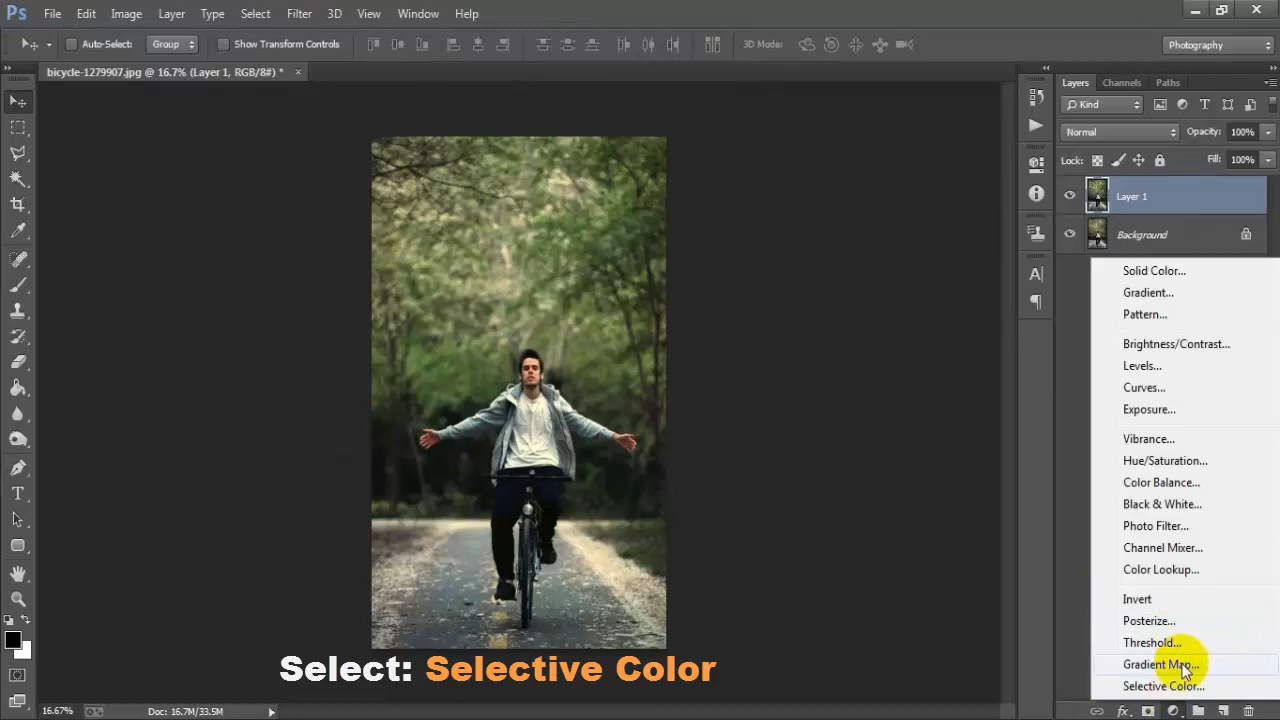 Ps File Edit Image Layer Type Select Filter 3D View Window Help
Auto-Select: Group Show Transform Controls 3D Mode: Photography
bicycle-1279907.jpg @ 16.7% (Layer 1, RGB/8#) *
Layers Channels Paths
Kind
Normal Opacity: 100%
Lock: Fill: 100%
Layer 1
Background
Solid Color...
Gradient...
Pattern...
Brightness/Contrast...
Levels...
Curves...
Exposure...
Vibrance...
Hue/Saturation...
Color Balance...
Black & White...
Photo Filter...
Channel Mixer...
Color Lookup...
Invert
Posterize...
Threshold...
Gradient Map...
Selective Color...
Select: Selective Color
16.67% Doc: 16.7M/33.5M